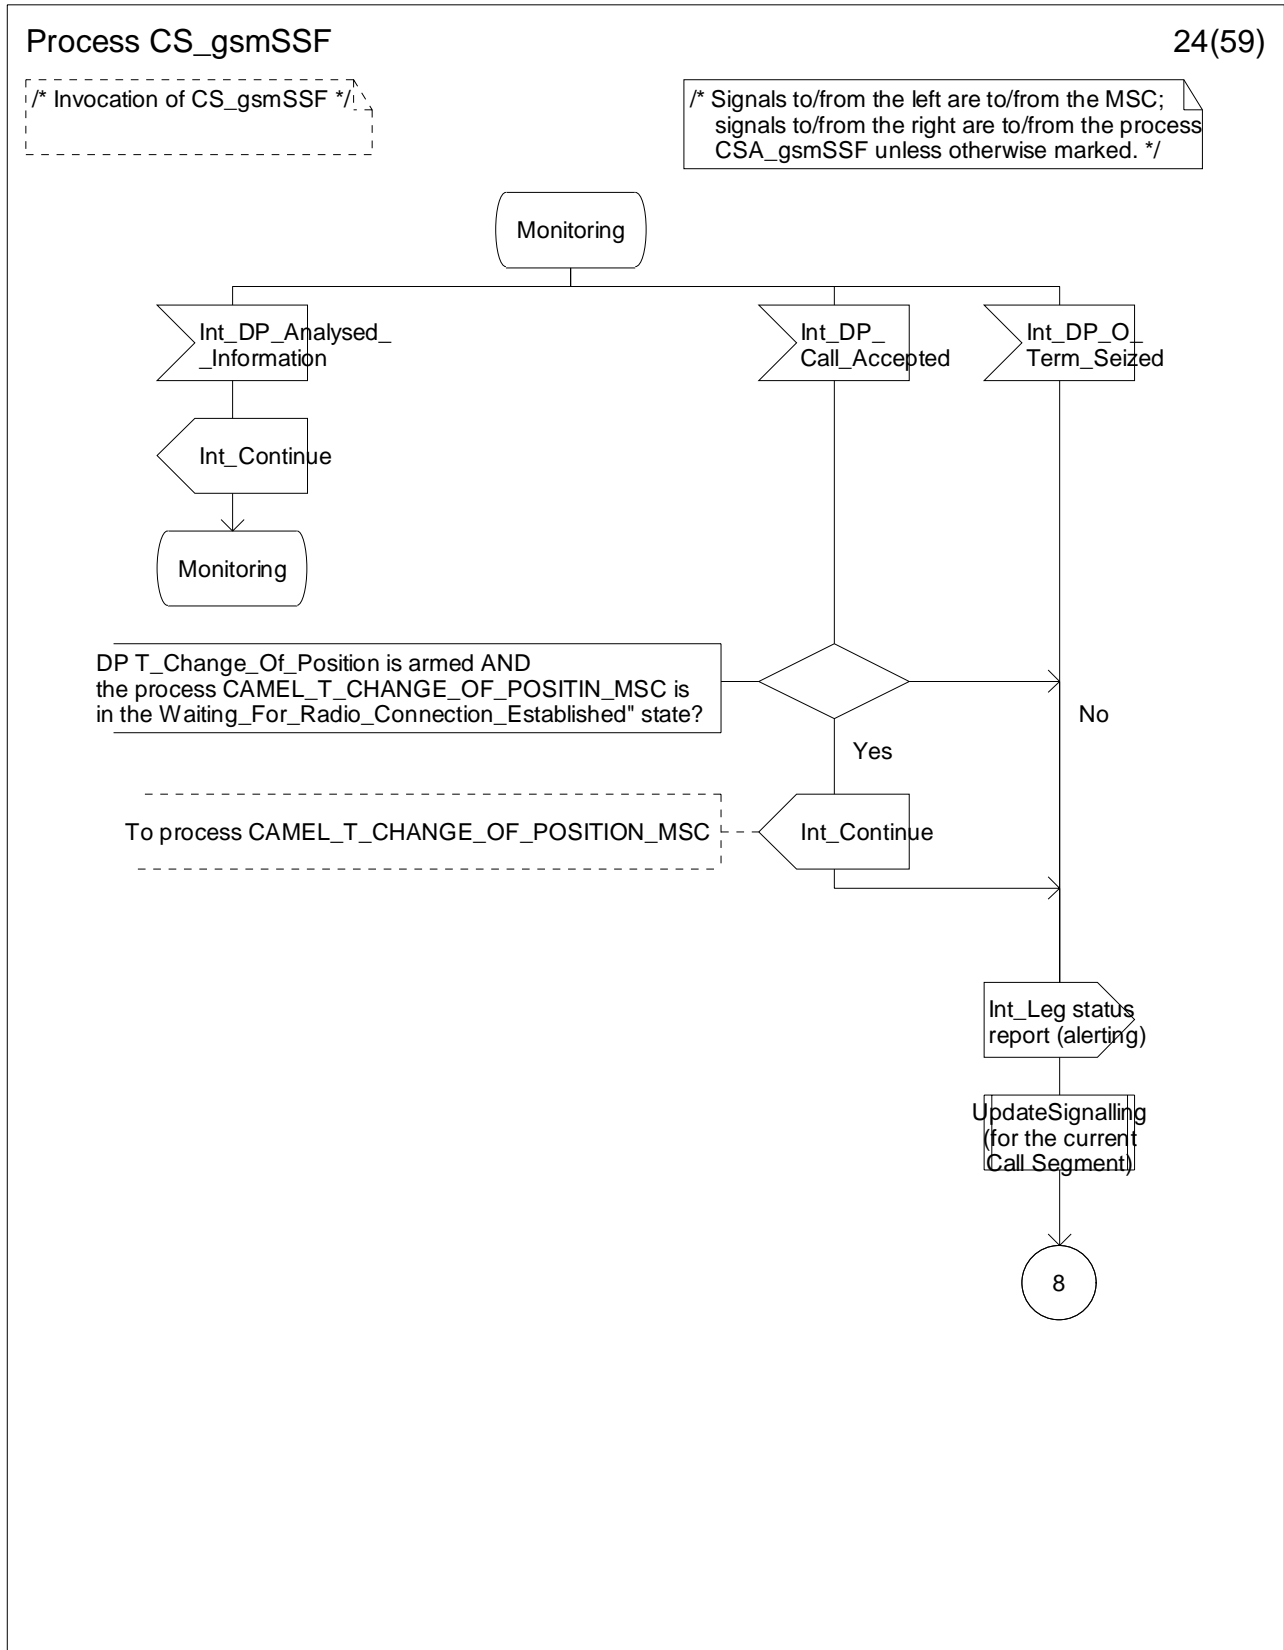 Process CS_gsmSSF
24(59)
/* Invocation of CS_gsmSSF */
/* Signals to/from the left are to/from the MSC;
signals to/from the right are to/from the process
CSA_gsmSSF unless otherwise marked. */
Monitoring
Int_DP_Analysed_
_Information
Int_DP_
Call_Accepted
Int_DP_O_
Term_Seized
Int_Continue
Monitoring
DP T_Change_Of_Position is armed AND
the process CAMEL_T_CHANGE_OF_POSITIN_MSC is
in the Waiting_For_Radio_Connection_Established" state?
No
Yes
To process CAMEL_T_CHANGE_OF_POSITION_MSC
Int_Continue
Int_Leg status
report (alerting)
UpdateSignalling
(for the current
Call Segment)
8